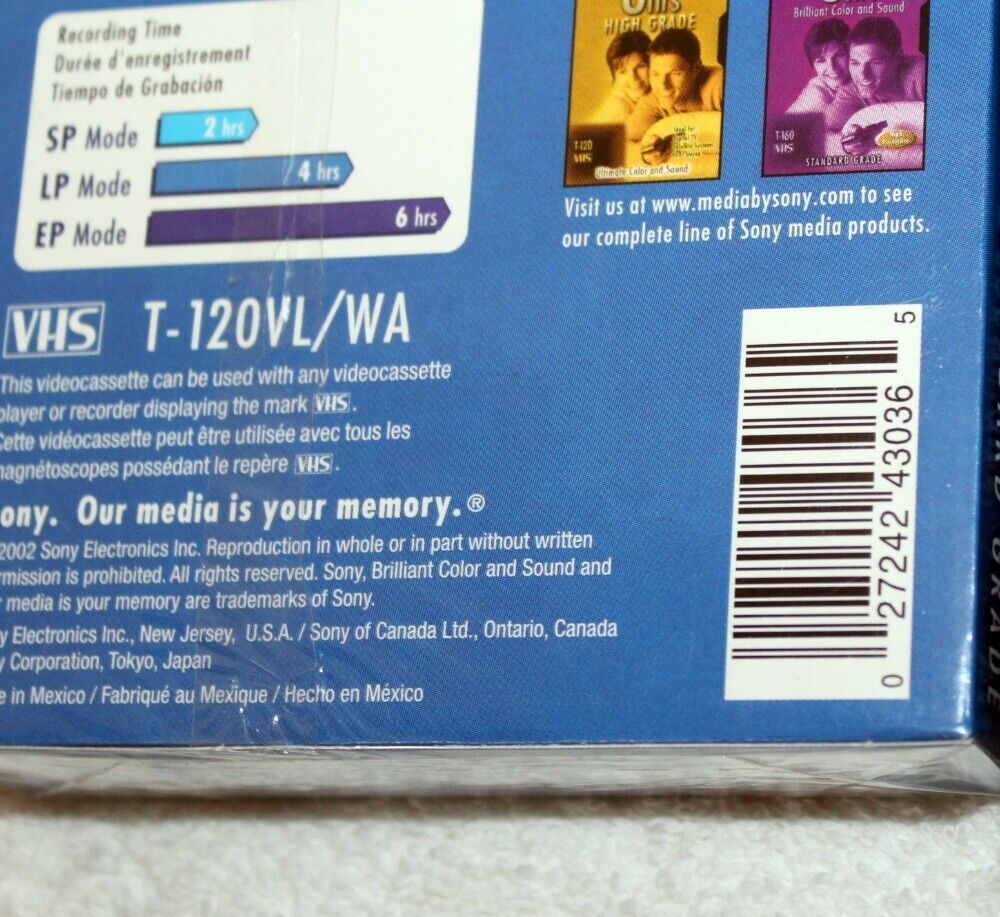 Recording Time
Durée d'enregistrement
Tiempo de Grabación
SP Mode 2 hrs
LP Mode 4 hrs
EP Mode 6 hrs
HIGH GRADE
T-120
VHS
Ultimate Color and Sound
Brilliant Color and Sound
T-160
VHS
STANDARD GRADE
Visit us at www.mediabysony.com to see
our complete line of Sony media products.
VHS T-120VL/WA
This videocassette can be used with any videocassette
player or recorder displaying the mark VHS.
Cette vidéocassette peut être utilisée avec tous les
magnétoscopes possédant le repère VHS.
ony. Our media is your memory.®
2002 Sony Electronics Inc. Reproduction in whole or in part without written
rmission is prohibited. All rights reserved. Sony, Brilliant Color and Sound and
r media is your memory are trademarks of Sony.
y Electronics Inc., New Jersey, U.S.A. / Sony of Canada Ltd., Ontario, Canada
y Corporation, Tokyo, Japan
e in Mexico / Fabriqué au Mexique / Hecho en México
0 27242 43036 5